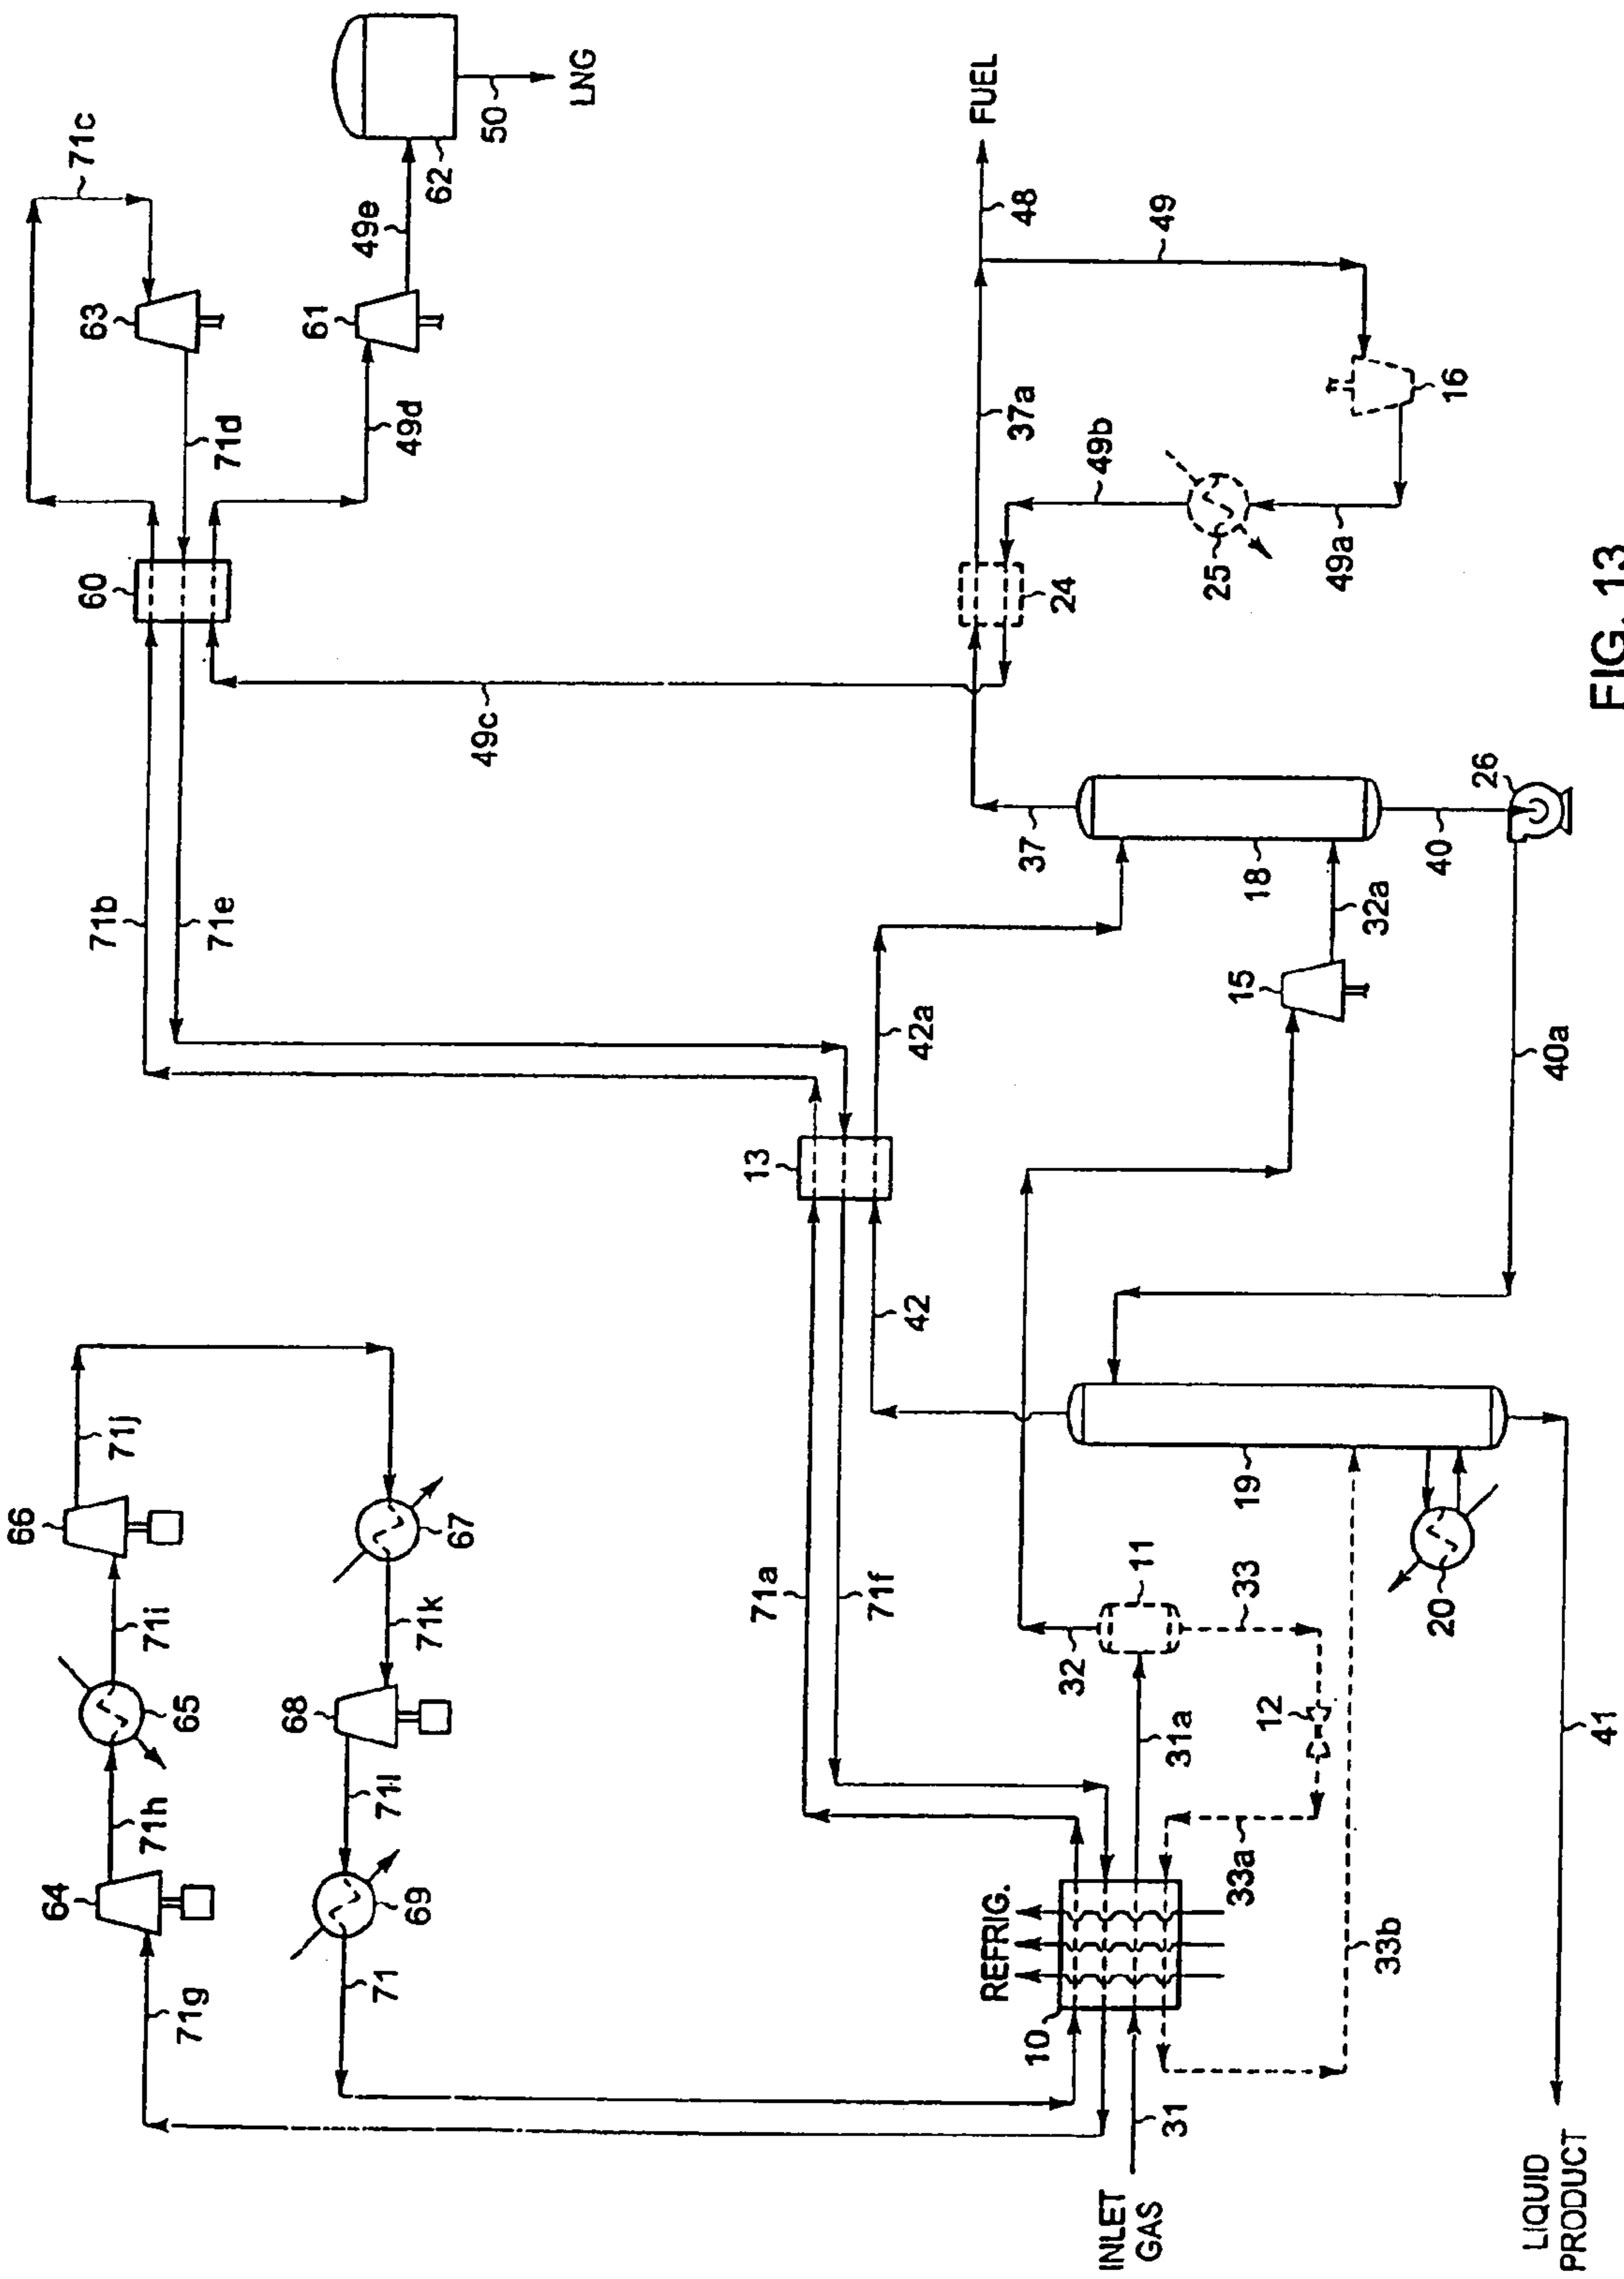 71g
64
71h
65
71i
66
71j
67
71k
68
71l
69
71
71c
63
71d
60
71b
71e
61
49d
49e
62
50
LNG
49c
13
71a
71f
42
42a
37
18
15
32a
40
26
40a
24
37a
48
FUEL
49
16
49a
25
49b
REFRIG.
10
31
INLET
GAS
31a
32
11
33
12
33a
33b
19
20
41
LIQUID
PRODUCT
FIG. 13